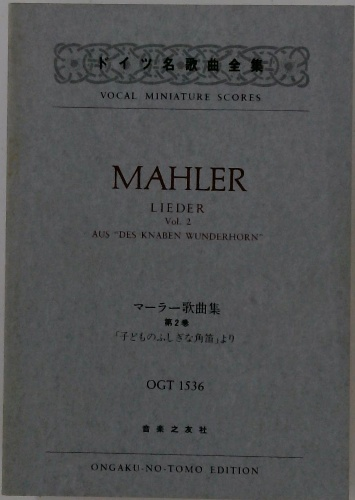 ドイツ名歌曲全集
VOCAL MINIATURE SCORES
MAHLER
LIEDER
Vol. 2
AUS "DES KNABEN WUNDERHORN"
マーラー歌曲集
第2巻
「子どものふしぎな角笛」より
OGT 1536
音楽之友社
ONGAKU-NO-TOMO EDITION